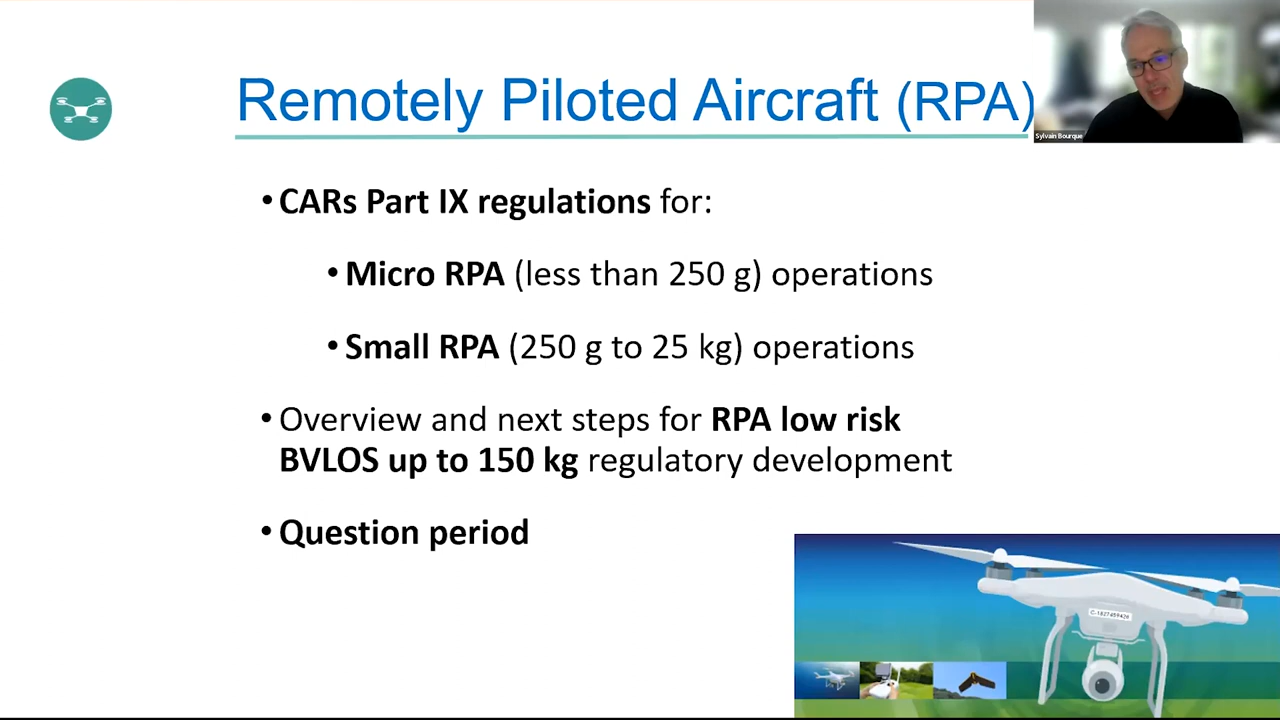 Remotely Piloted Aircraft (RPA)
Sylvain Bourque
• CARs Part IX regulations for:
• Micro RPA (less than 250 g) operations
• Small RPA (250 g to 25 kg) operations
• Overview and next steps for RPA low risk
BVLOS up to 150 kg regulatory development
• Question period